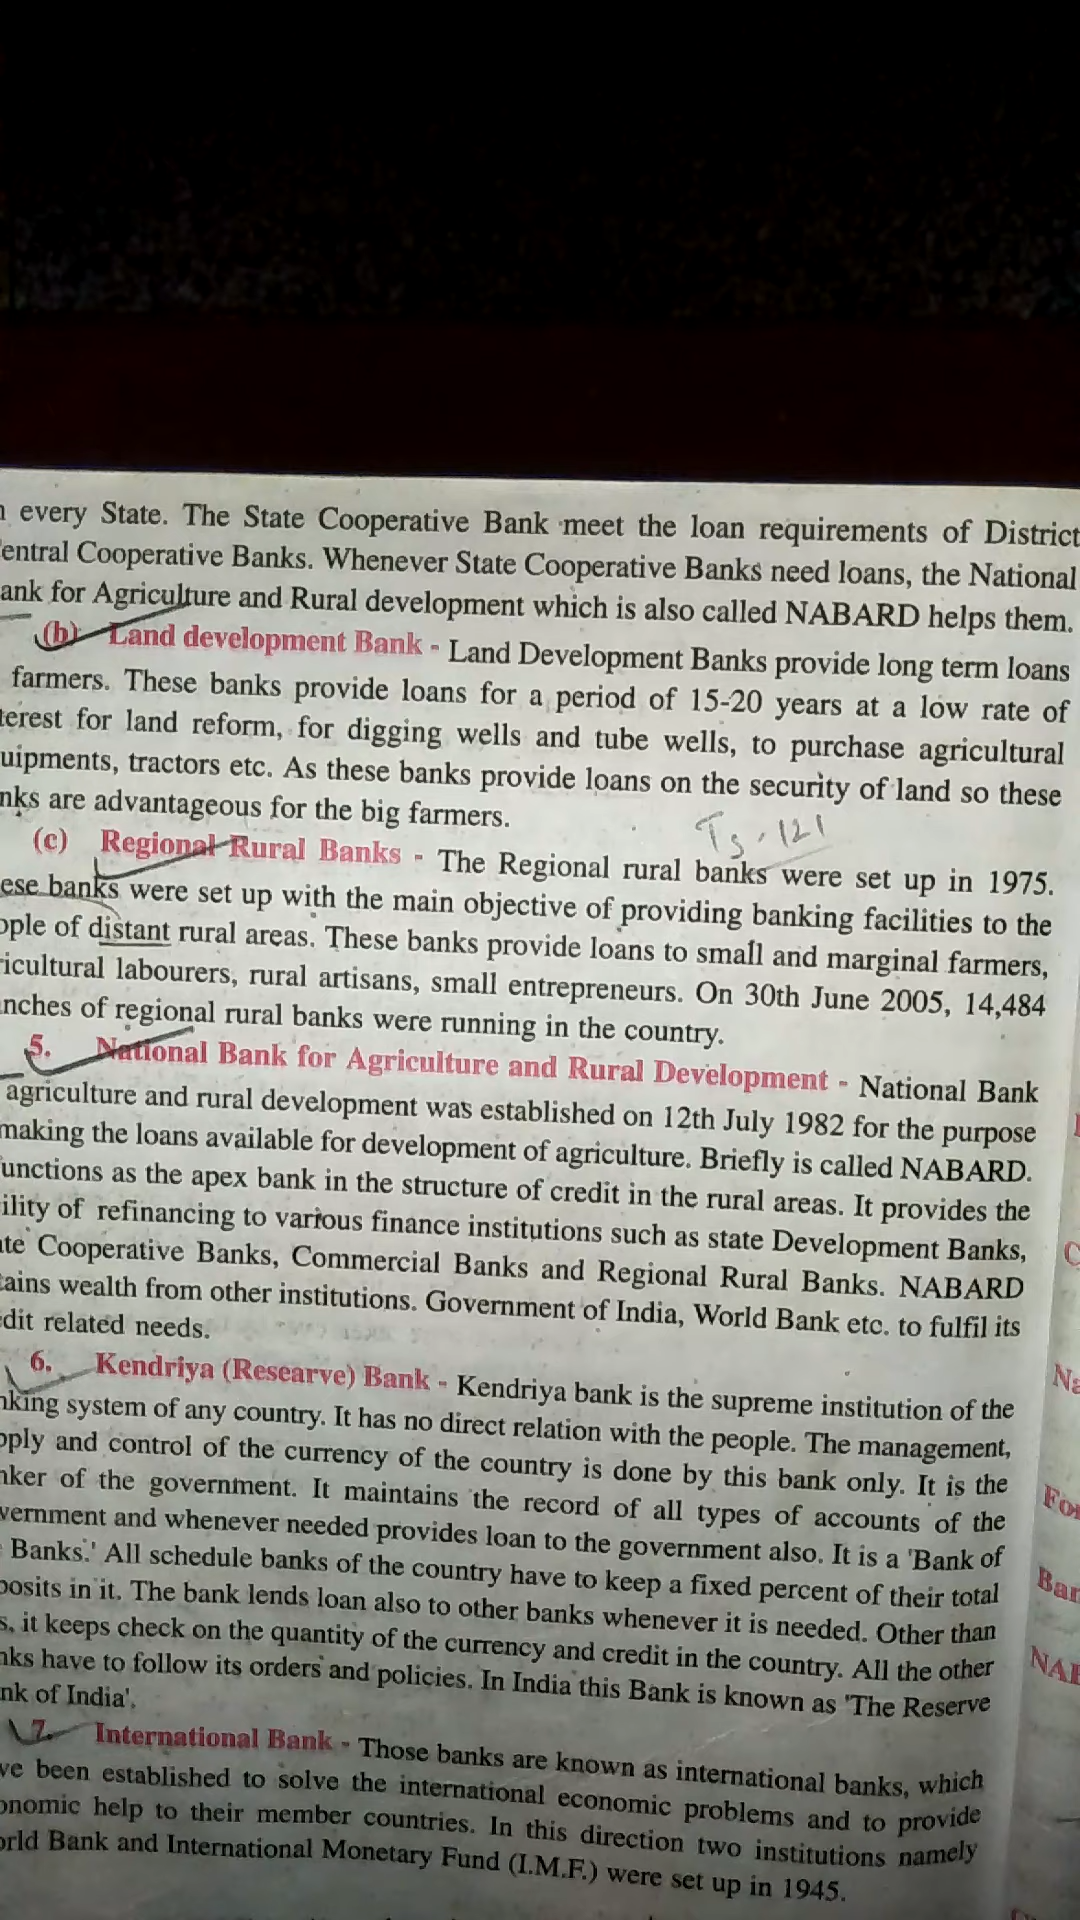 every State. The State Cooperative Bank meet the loan requirements of District
entral Cooperative Banks. Whenever State Cooperative Banks need loans, the National
ank for Agriculture and Rural development which is also called NABARD helps them.
(b) Land development Bank - Land Development Banks provide long term loans
farmers. These banks provide loans for a period of 15-20 years at a low rate of
terest for land reform, for digging wells and tube wells, to purchase agricultural
uipments, tractors etc. As these banks provide loans on the security of land so these
nks are advantageous for the big farmers.
(c) Regional Rural Banks - The Regional rural banks were set up in 1975.
ese banks were set up with the main objective of providing banking facilities to the
ople of distant rural areas. These banks provide loans to small and marginal farmers,
ricultural labourers, rural artisans, small entrepreneurs. On 30th June 2005, 14,484
nches of regional rural banks were running in the country.
5. National Bank for Agriculture and Rural Development - National Bank
agriculture and rural development was established on 12th July 1982 for the purpose
making the loans available for development of agriculture. Briefly is called NABARD.
unctions as the apex bank in the structure of credit in the rural areas. It provides the
ility of refinancing to various finance institutions such as state Development Banks,
ate Cooperative Banks, Commercial Banks and Regional Rural Banks. NABARD
tains wealth from other institutions. Government of India, World Bank etc. to fulfil its
edit related needs.
6. Kendriya (Researve) Bank - Kendriya bank is the supreme institution of the
nking system of any country. It has no direct relation with the people. The management,
pply and control of the currency of the country is done by this bank only. It is the
nker of the government. It maintains the record of all types of accounts of the
vernment and whenever needed provides loan to the government also. It is a 'Bank of
Banks.' All schedule banks of the country have to keep a fixed percent of their total
posits in it. The bank lends loan also to other banks whenever it is needed. Other than
s, it keeps check on the quantity of the currency and credit in the country. All the other
nks have to follow its orders and policies. In India this Bank is known as 'The Reserve
nk of India'.
7. International Bank - Those banks are known as international banks, which
ve been established to solve the international economic problems and to provide
onomic help to their member countries. In this direction two institutions namely
orld Bank and International Monetary Fund (I.M.F.) were set up in 1945.